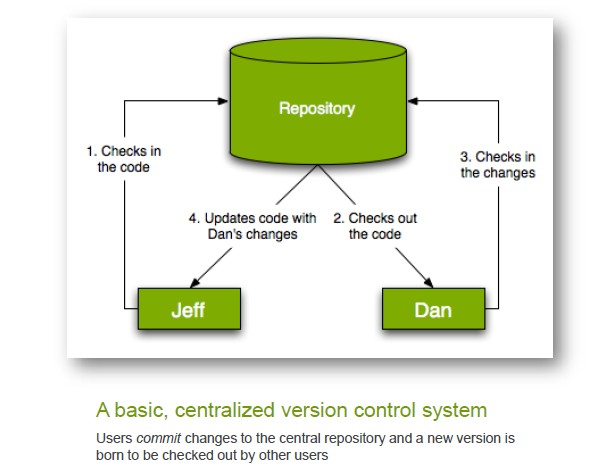 Repository
1. Checks in
the code
3. Checks in
the changes
4. Updates code with
Dan's changes
2. Checks out
the code
Jeff
Dan
A basic, centralized version control system
Users commit changes to the central repository and a new version is
born to be checked out by other users